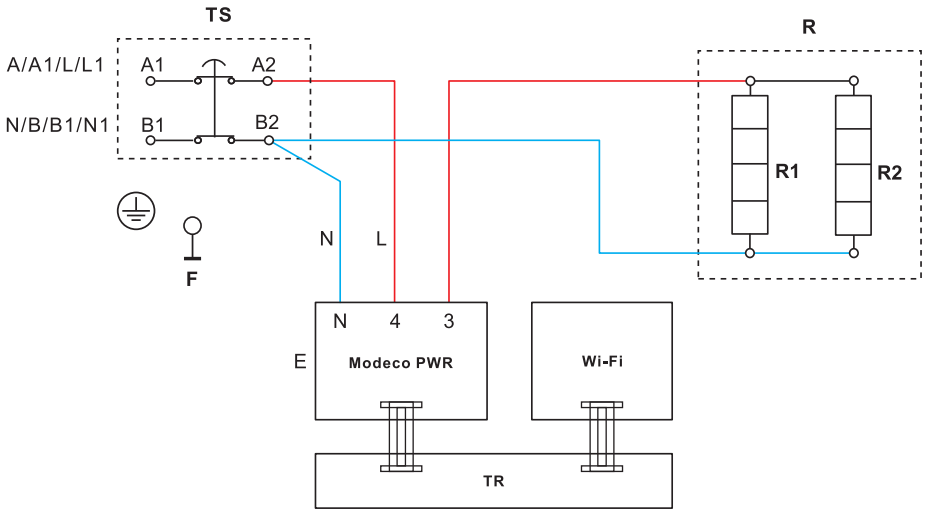 TS
R
A/A1/L/L1
A1
A2
N/B/B1/N1
B1
B2
R1
R2
N
L
F
N
4
3
E
Modeco PWR
Wi-Fi
TR